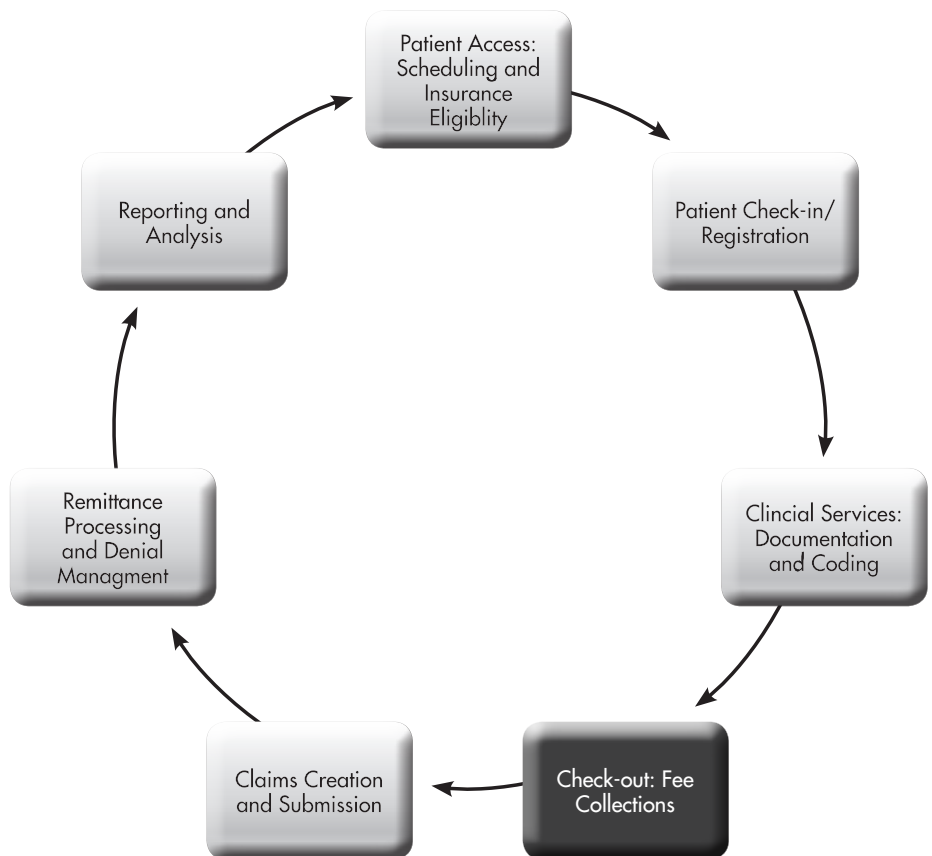 Patient Access:
Scheduling and
Insurance
Eligiblity
Patient Check-in/
Registration
Clincial Services:
Documentation
and Coding
Check-out: Fee
Collections
Claims Creation
and Submission
Remittance
Processing
and Denial
Managment
Reporting and
Analysis